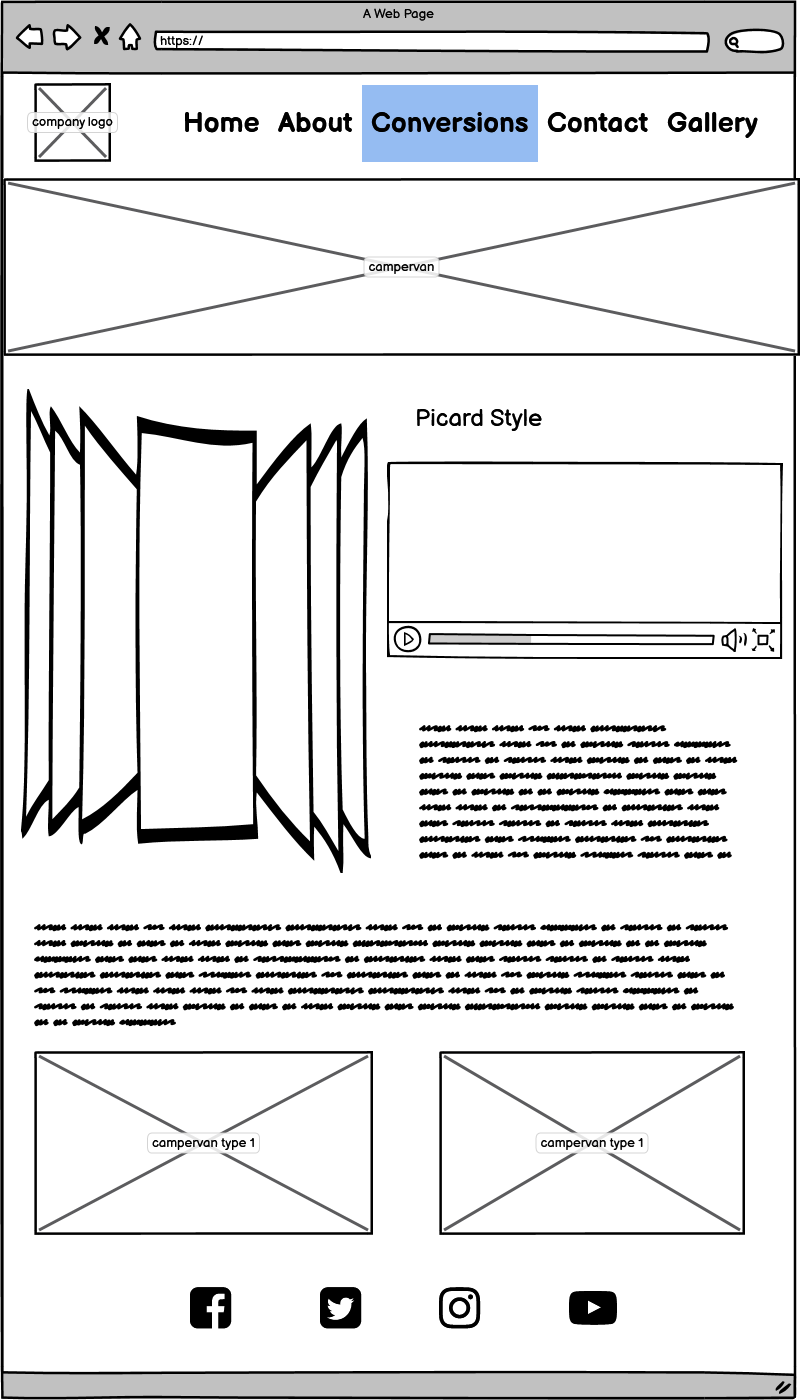 A Web Page
https://
company logo
Home About Conversions Contact Gallery
campervan
Picard Style
campervan type 1
campervan type 1